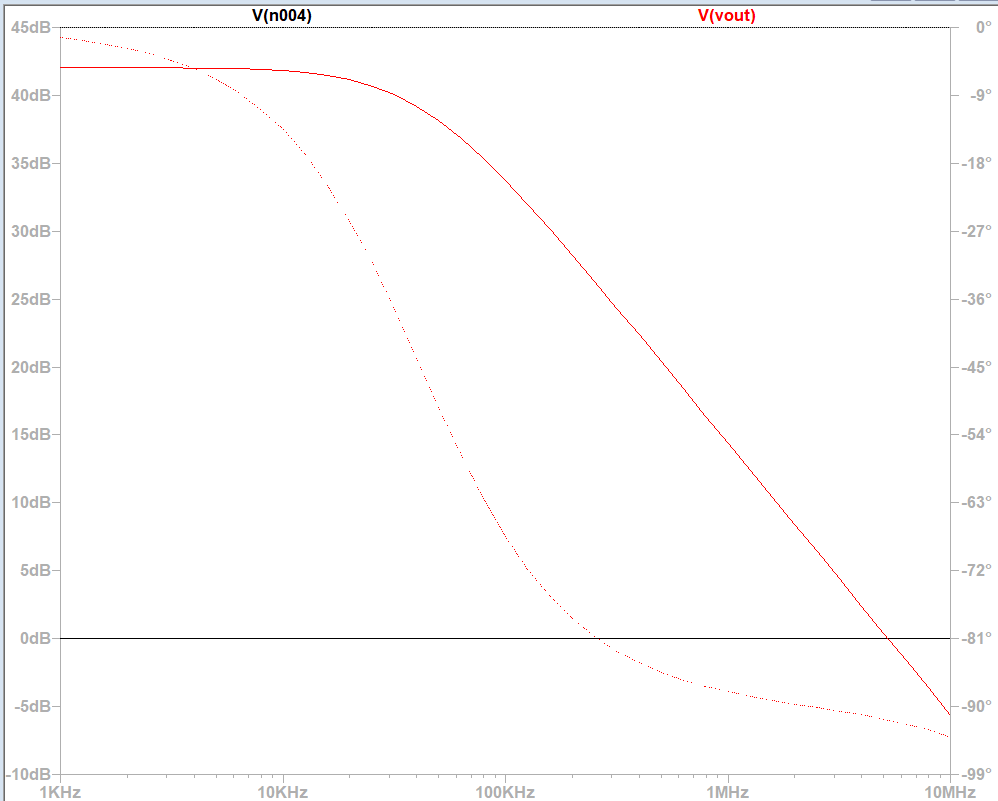 V(n004) V(vout)
45dB 0°
40dB -9°
35dB -18°
30dB -27°
25dB -36°
20dB -45°
15dB -54°
10dB -63°
5dB -72°
0dB -81°
-5dB -90°
-10dB -99°
1KHz 10KHz 100KHz 1MHz 10MHz